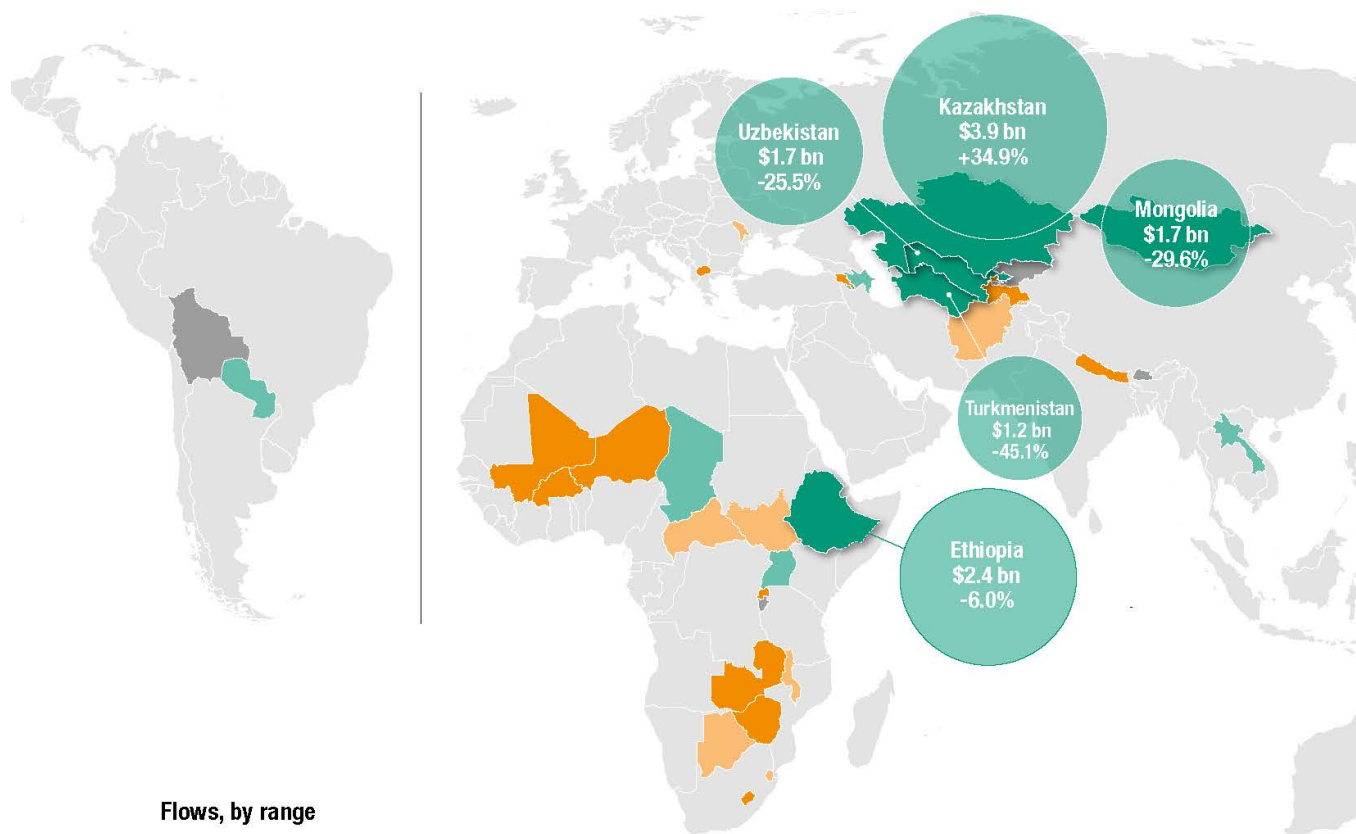 Kazakhstan
$3.9 bn
+34.9%
Uzbekistan
$1.7 bn
-25.5%
Mongolia
$1.7 bn
-29.6%
Turkmenistan
$1.2 bn
-45.1%
Ethiopia
$2.4 bn
-6.0%
Flows, by range